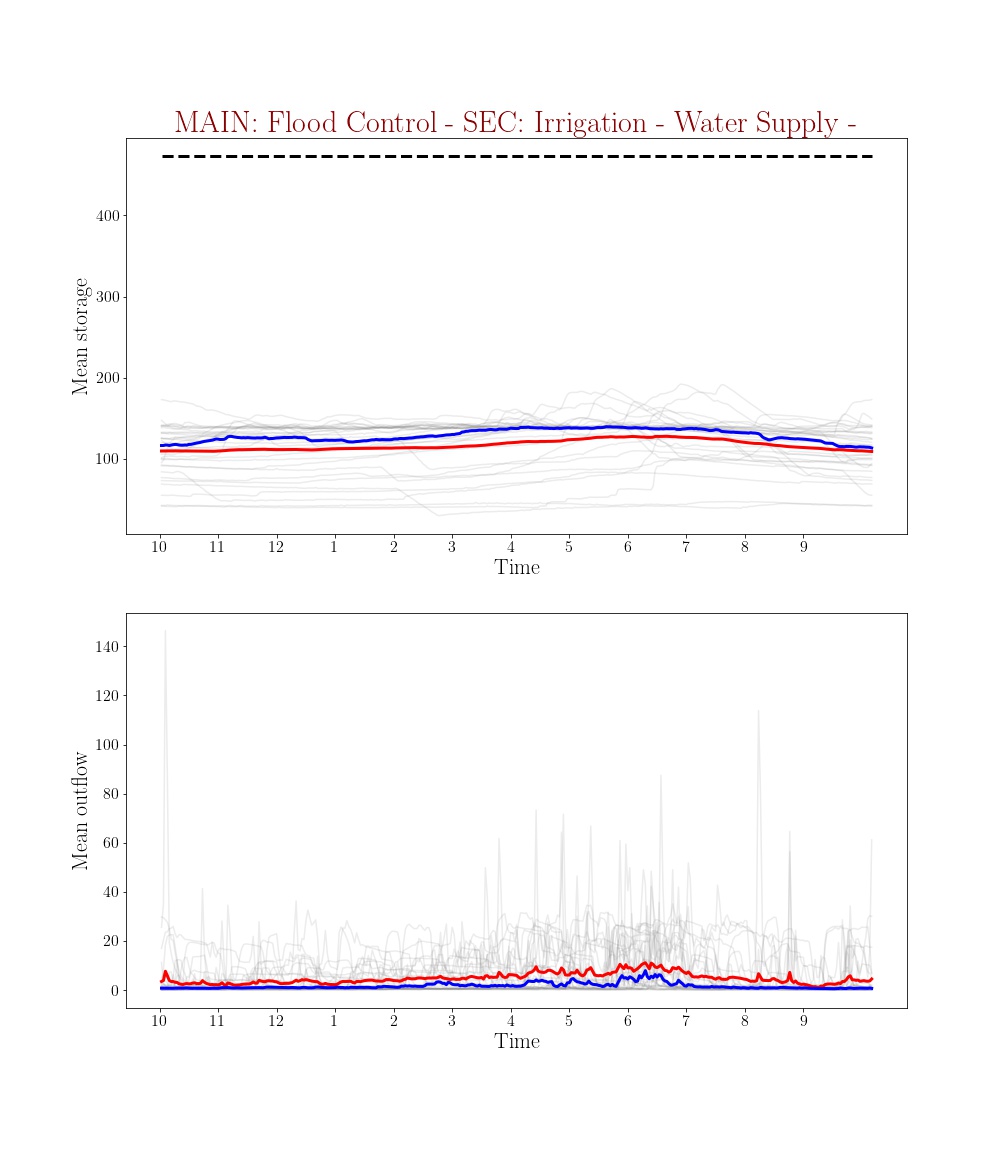 MAIN: Flood Control - SEC: Irrigation - Water Supply -
Mean storage
400
300
200
100
10 11 12 1 2 3 4 5 6 7 8 9
Time
Mean outflow
140
120
100
80
60
40
20
0
10 11 12 1 2 3 4 5 6 7 8 9
Time